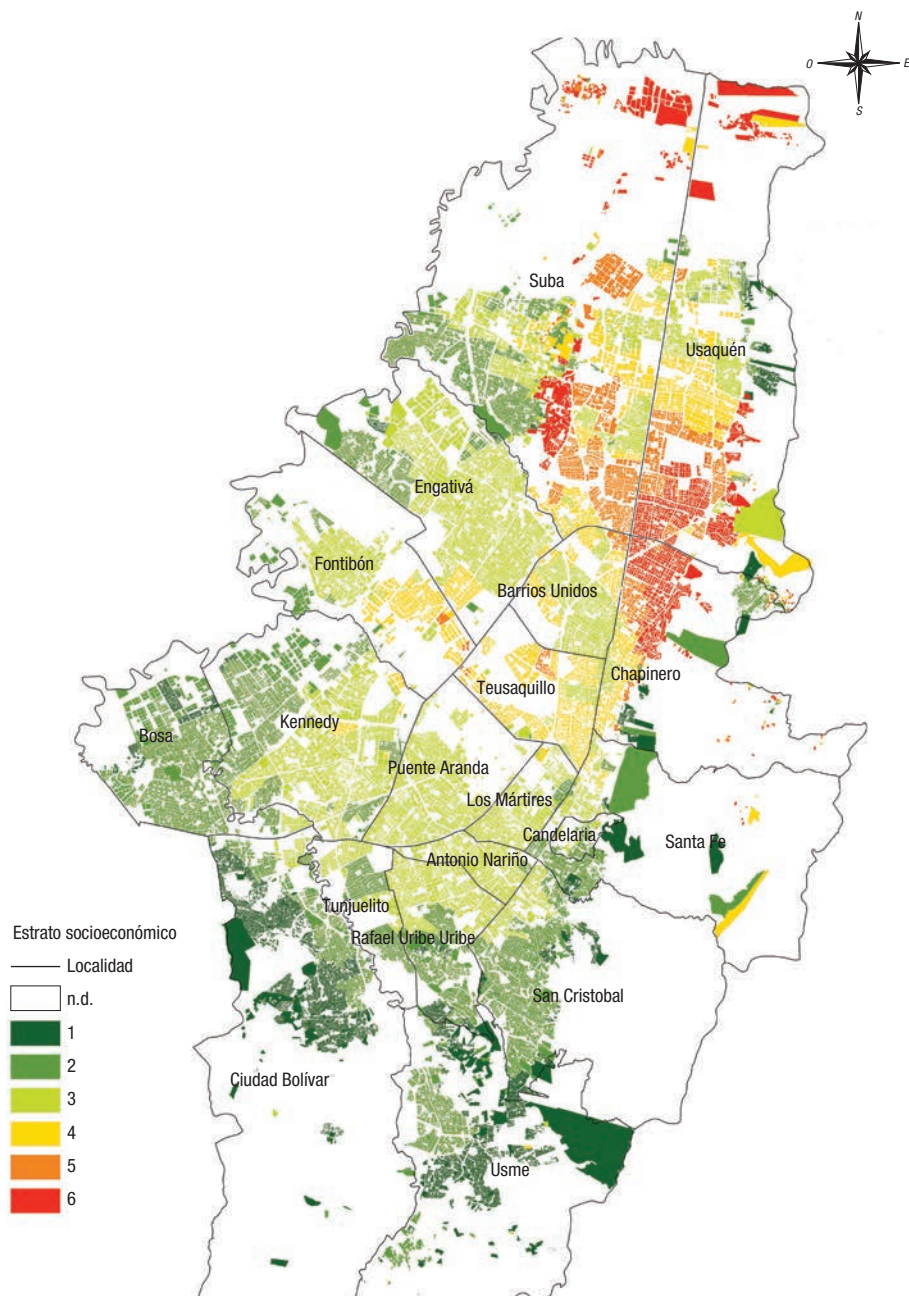 N
O
E
S
Suba
Usaquén
Engativá
Fontibón
Barrios Unidos
Teusaquillo
Chapinero
Kennedy
Bosa
Puente Aranda
Los Mártires
Candelaria
Santa Fe
Antonio Nariño
Tunjuelito
Rafael Uribe Uribe
San Cristobal
Ciudad Bolívar
Usme
Estrato socioeconómico
Localidad
n.d.
1
2
3
4
5
6